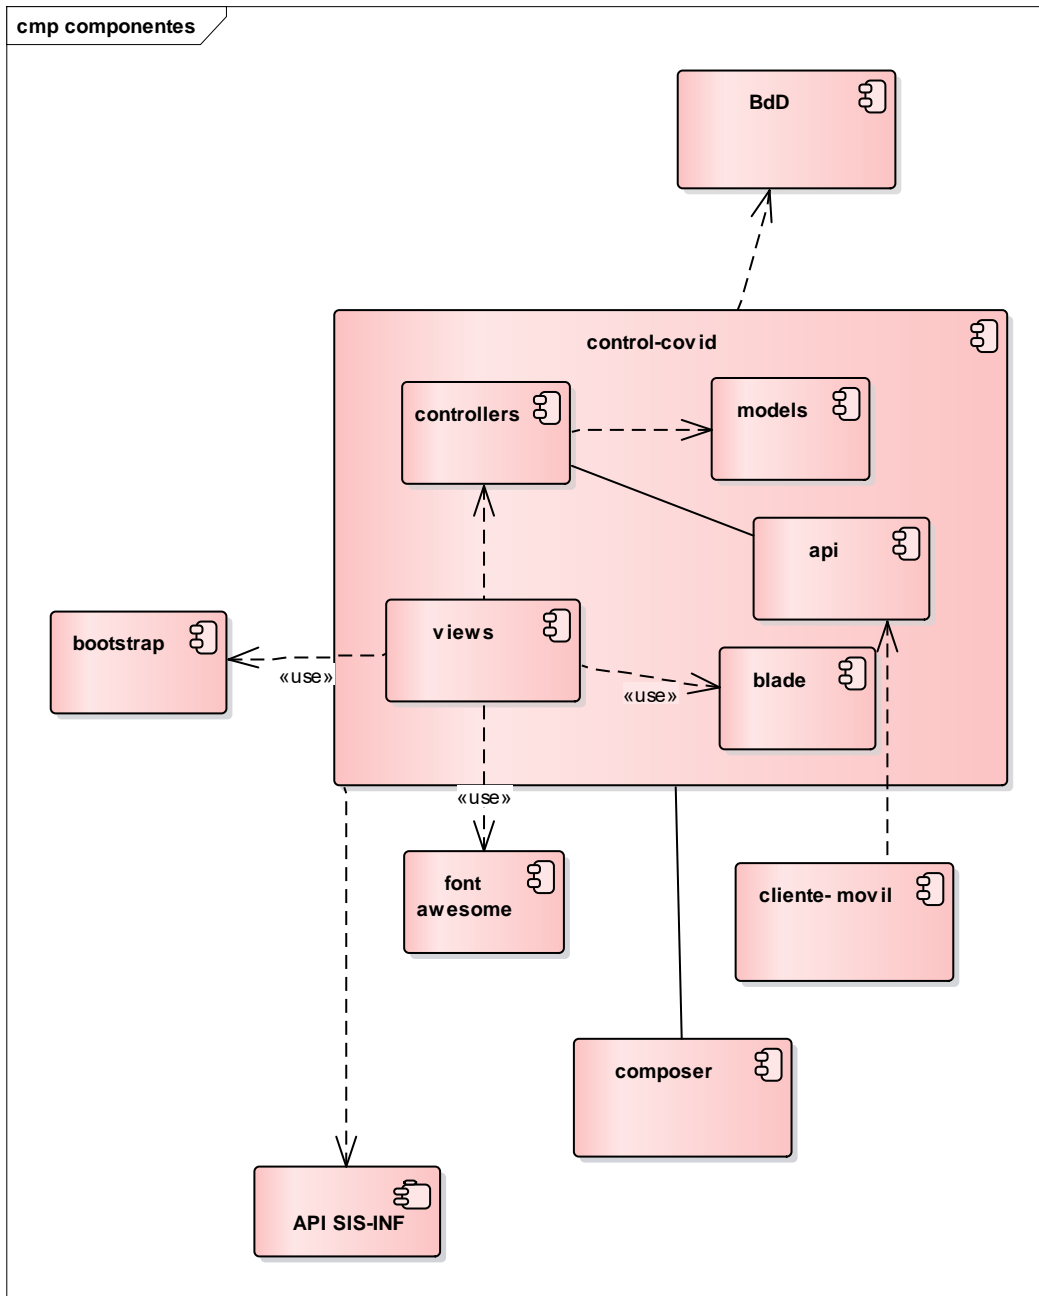 cmp componentes
BdD
control-covid
controllers
models
api
views
bootstrap
«use»
«use»
blade
«use»
font
awesome
cliente- movil
composer
API SIS-INF